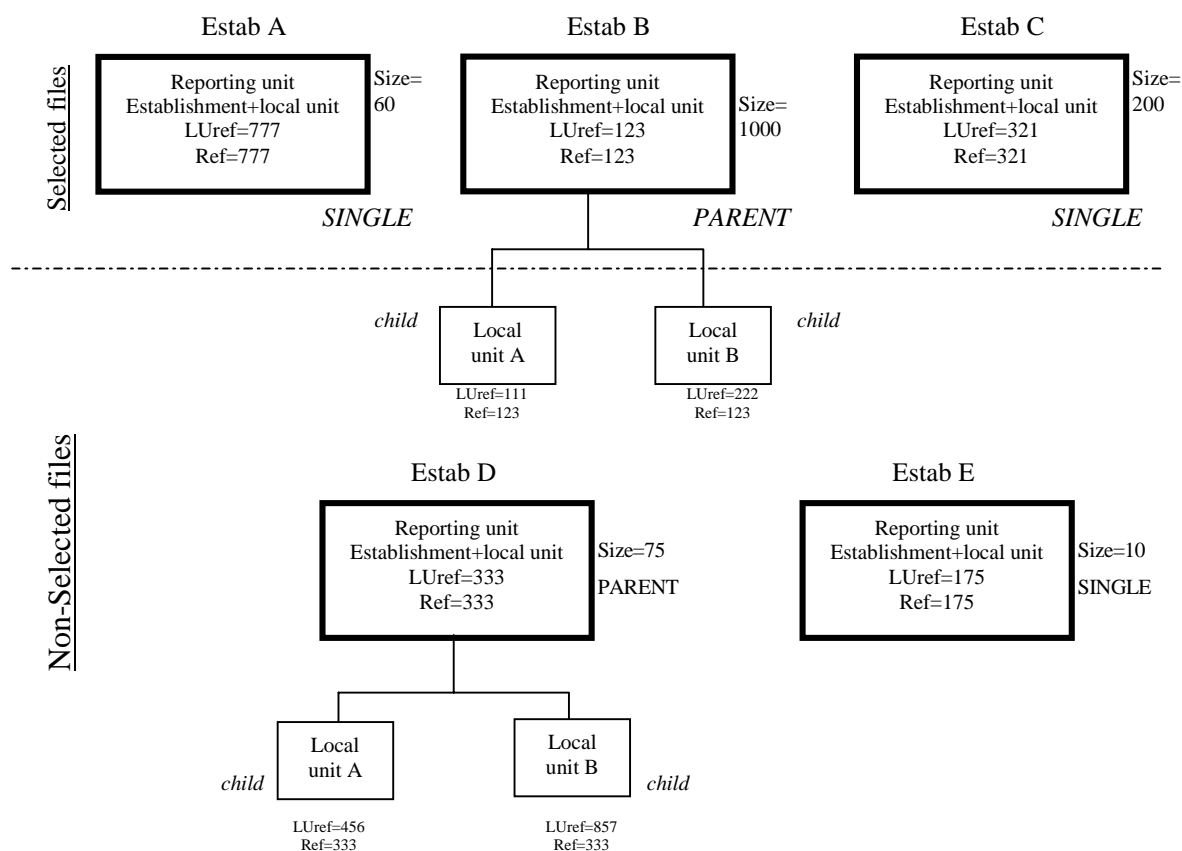 Estab A
Estab B
Estab C
Selected files
Reporting unit
Establishment+local unit
LUref=777
Ref=777
Size=
60
SINGLE
Reporting unit
Establishment+local unit
LUref=123
Ref=123
Size=
1000
PARENT
Reporting unit
Establishment+local unit
LUref=321
Ref=321
Size=
200
SINGLE
child
Local
unit A
LUref=111
Ref=123
Local
unit B
child
LUref=222
Ref=123
Non-Selected files
Estab D
Reporting unit
Establishment+local unit
LUref=333
Ref=333
Size=75
PARENT
Estab E
Reporting unit
Establishment+local unit
LUref=175
Ref=175
Size=10
SINGLE
child
Local
unit A
LUref=456
Ref=333
Local
unit B
child
LUref=857
Ref=333